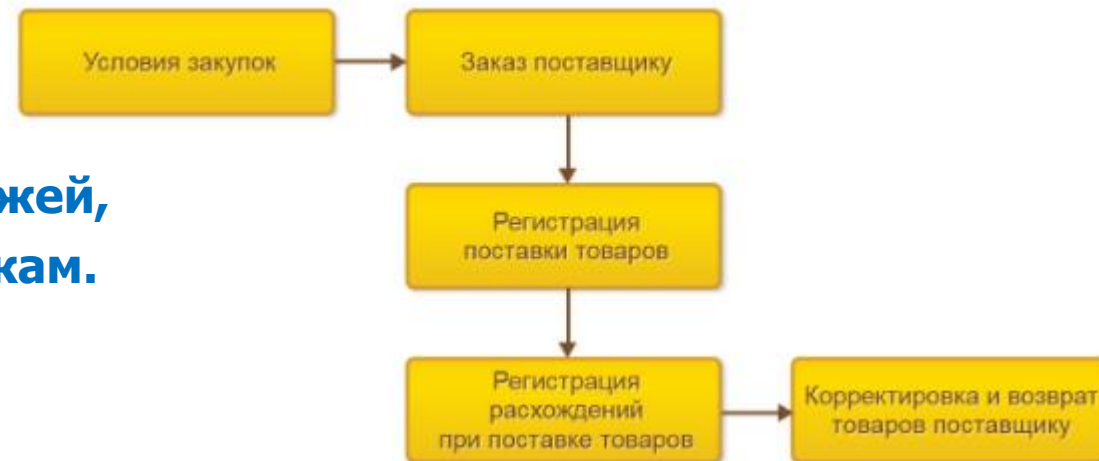 Условия закупок
Заказ поставщику
жей,
кам.
Регистрация
поставки товаров
Регистрация
расхождений
при поставке товаров
Корректировка и возврат
товаров поставщику